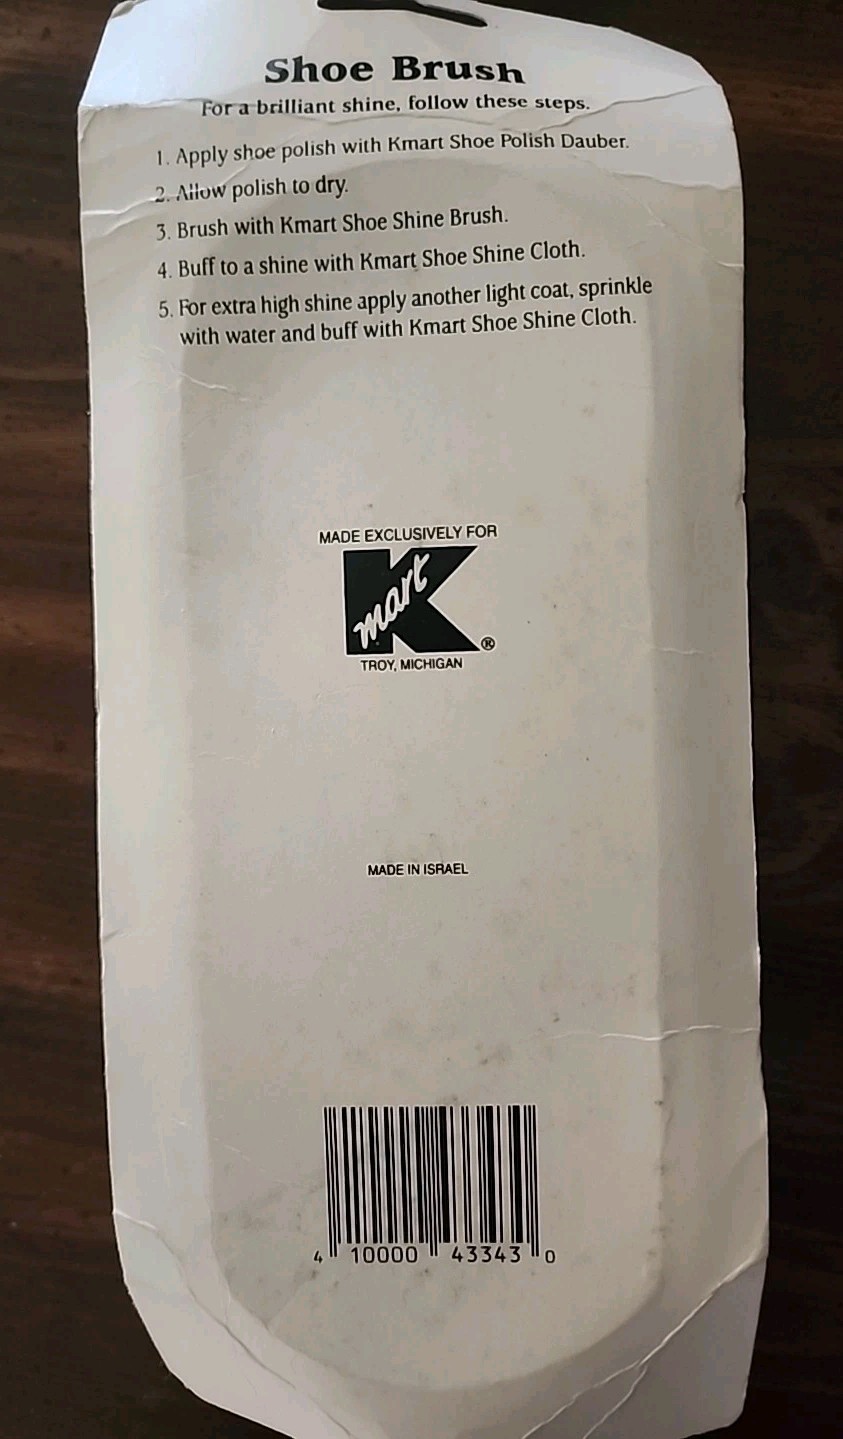 Shoe Brush
For a brilliant shine, follow these steps.
1. Apply shoe polish with Kmart Shoe Polish Dauber.
2. Allow polish to dry.
3. Brush with Kmart Shoe Shine Brush.
4. Buff to a shine with Kmart Shoe Shine Cloth.
5. For extra high shine apply another light coat, sprinkle
with water and buff with Kmart Shoe Shine Cloth.
MADE EXCLUSIVELY FOR
K mart ®
TROY, MICHIGAN
MADE IN ISRAEL
4 10000 43343 0